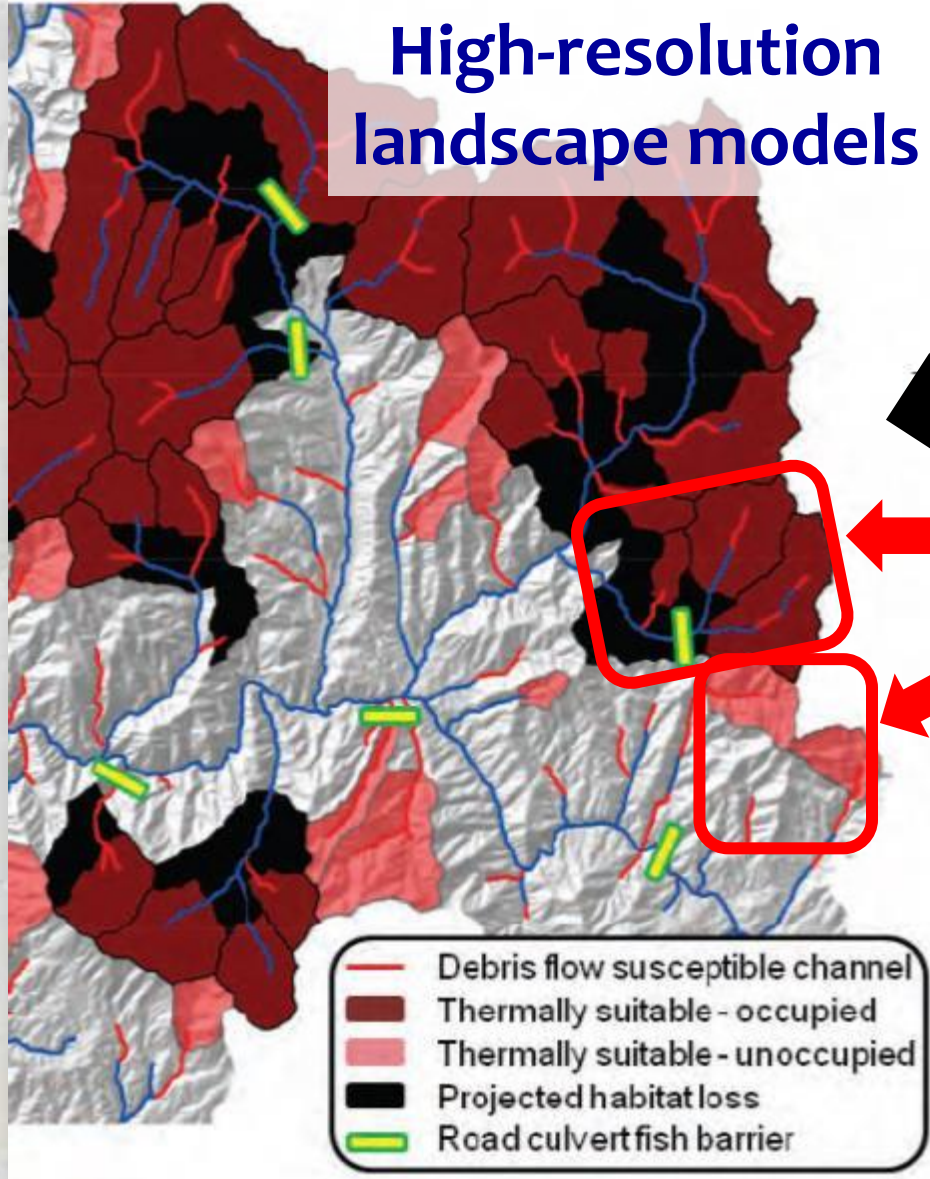 High-resolution
landscape models
Debris flow susceptible channel
Thermally suitable - occupied
Thermally suitable - unoccupied
Projected habitat loss
Road culvert fish barrier